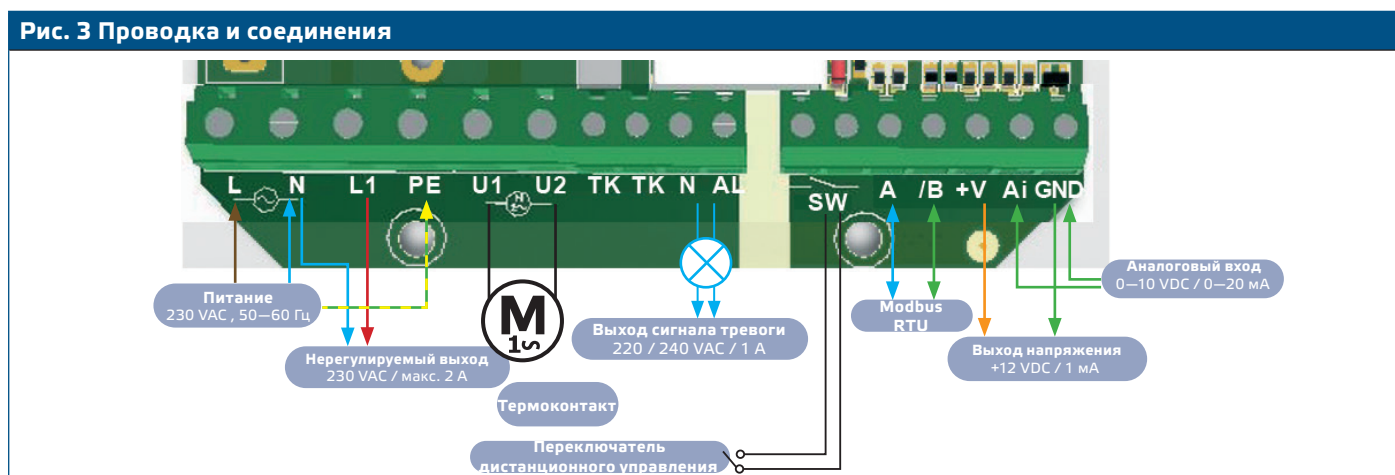 Рис. 3 Проводка и соединения
L N L1 PE U1 U2 TK TK N AL
SW A /B +V Ai GND
Питание
230 VAC , 50—60 Гц
Нерегулируемый выход
230 VAC / макс. 2 А
M
1
Термоконтакт
Переключатель
дистанционного управления
Выход сигнала тревоги
220 / 240 VAC / 1 А
Modbus
RTU
Выход напряжения
+12 VDC / 1 мА
Аналоговый вход
0—10 VDC / 0—20 мА